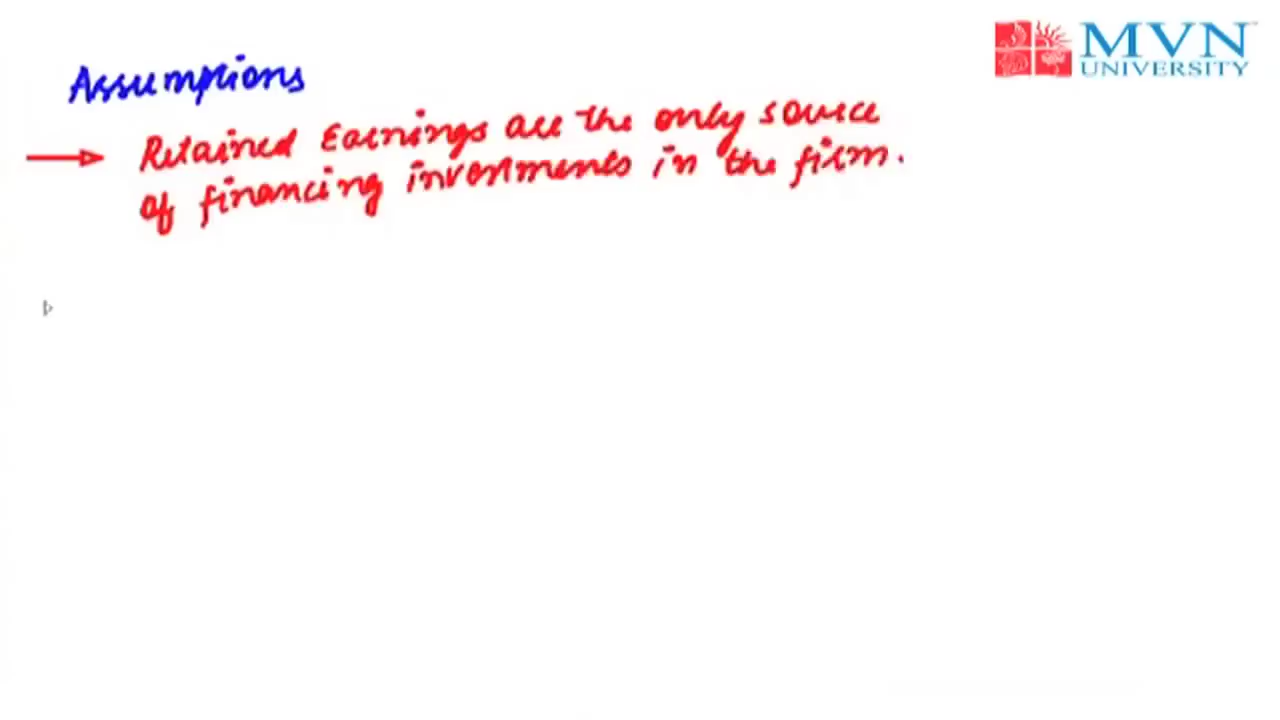 MVN
UNIVERSITY
Assumptions
Retained Earnings are the only source
of financing investments in the firm.